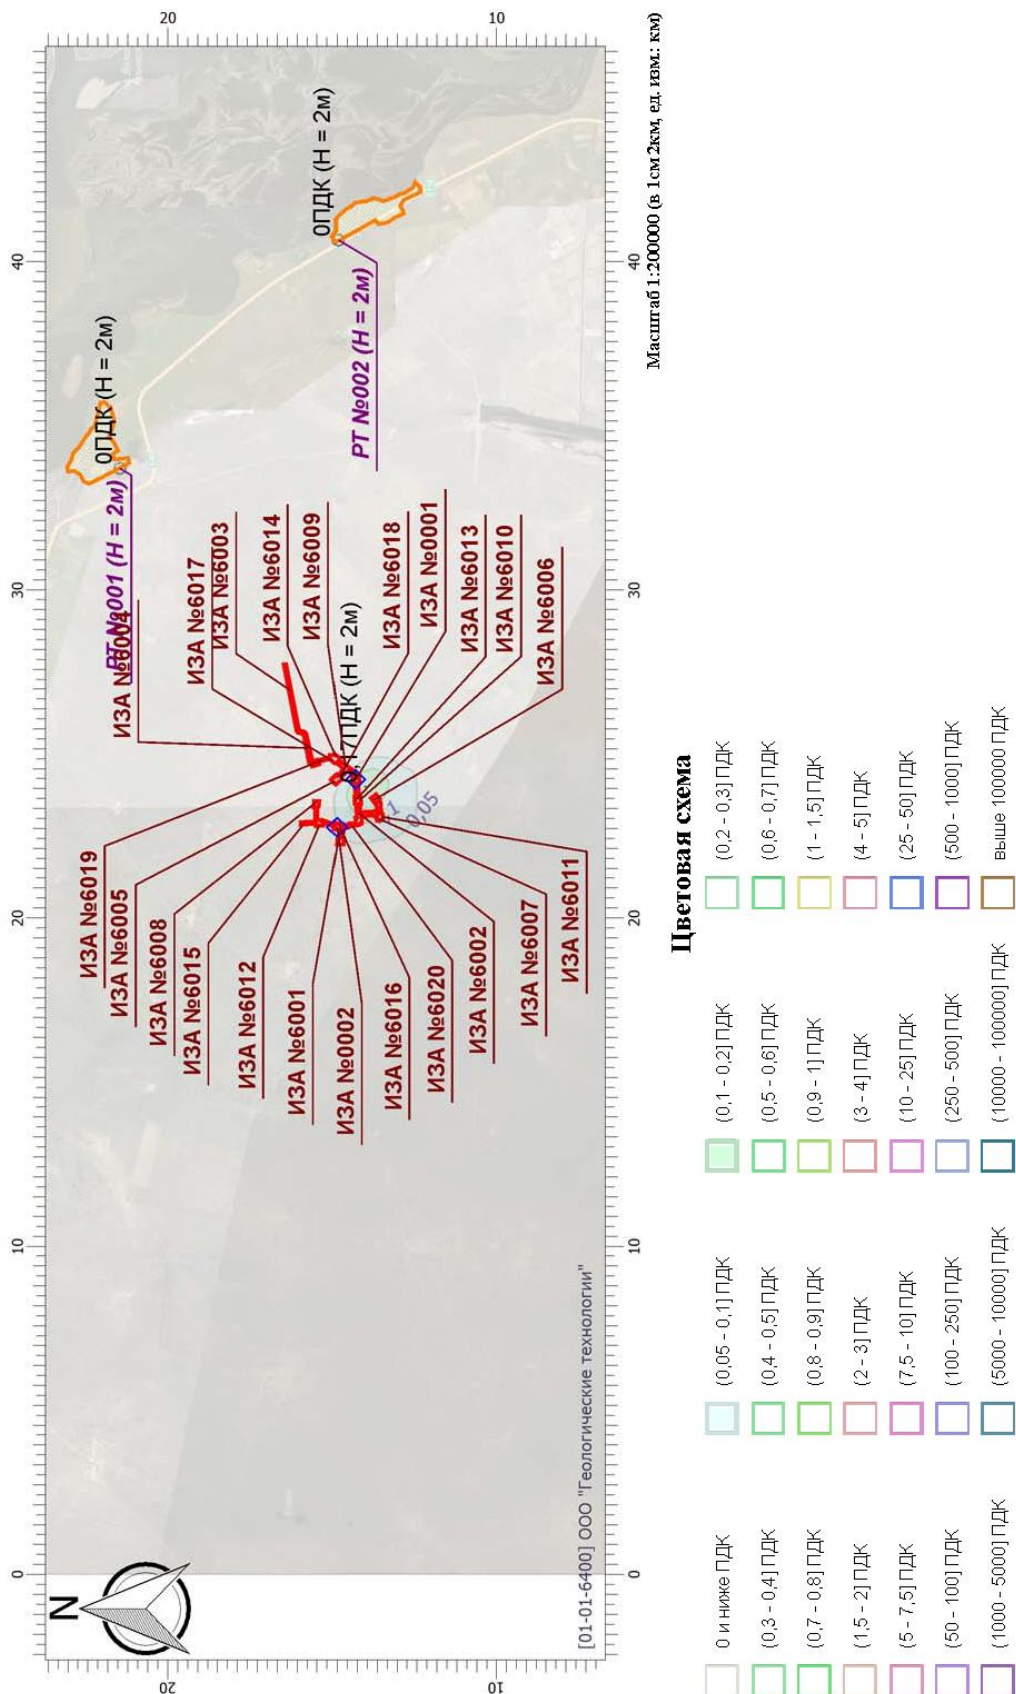 N
20
10
20
10
0
10
20
30
40
0
10
20
30
40
0ПДК (Н = 2м)
0ПДК (Н = 2м)
РТ №001 (Н = 2м)
РТ №002 (Н = 2м)
ИЗА №6004
ИЗА №6017
ИЗА №6003
ИЗА №6014
ИЗА №6009
ИЗА №6018
ИЗА №0001
ИЗА №6013
ИЗА №6010
ИЗА №6006
0,17ПДК (Н = 2м)
0,05
ИЗА №6019
ИЗА №6005
ИЗА №6008
ИЗА №6015
ИЗА №6012
ИЗА №6001
ИЗА №0002
ИЗА №6016
ИЗА №6020
ИЗА №6002
ИЗА №6007
ИЗА №6011
[01-01-6400] ООО "Геологические технологии"
Масштаб 1:200000 (в 1см 2км, ед. изм.: км)
Цветовая схема
0 и ниже ПДК
(0,05 - 0,1] ПДК
(0,1 - 0,2] ПДК
(0,2 - 0,3] ПДК
(0,3 - 0,4] ПДК
(0,4 - 0,5] ПДК
(0,5 - 0,6] ПДК
(0,6 - 0,7] ПДК
(0,7 - 0,8] ПДК
(0,8 - 0,9] ПДК
(0,9 - 1] ПДК
(1 - 1,5] ПДК
(1,5 - 2] ПДК
(2 - 3] ПДК
(3 - 4] ПДК
(4 - 5] ПДК
(5 - 7,5] ПДК
(7,5 - 10] ПДК
(10 - 25] ПДК
(25 - 50] ПДК
(50 - 100] ПДК
(100 - 250] ПДК
(250 - 500] ПДК
(500 - 1000] ПДК
(1000 - 5000] ПДК
(5000 - 10000] ПДК
(10000 - 100000] ПДК
выше 100000 ПДК